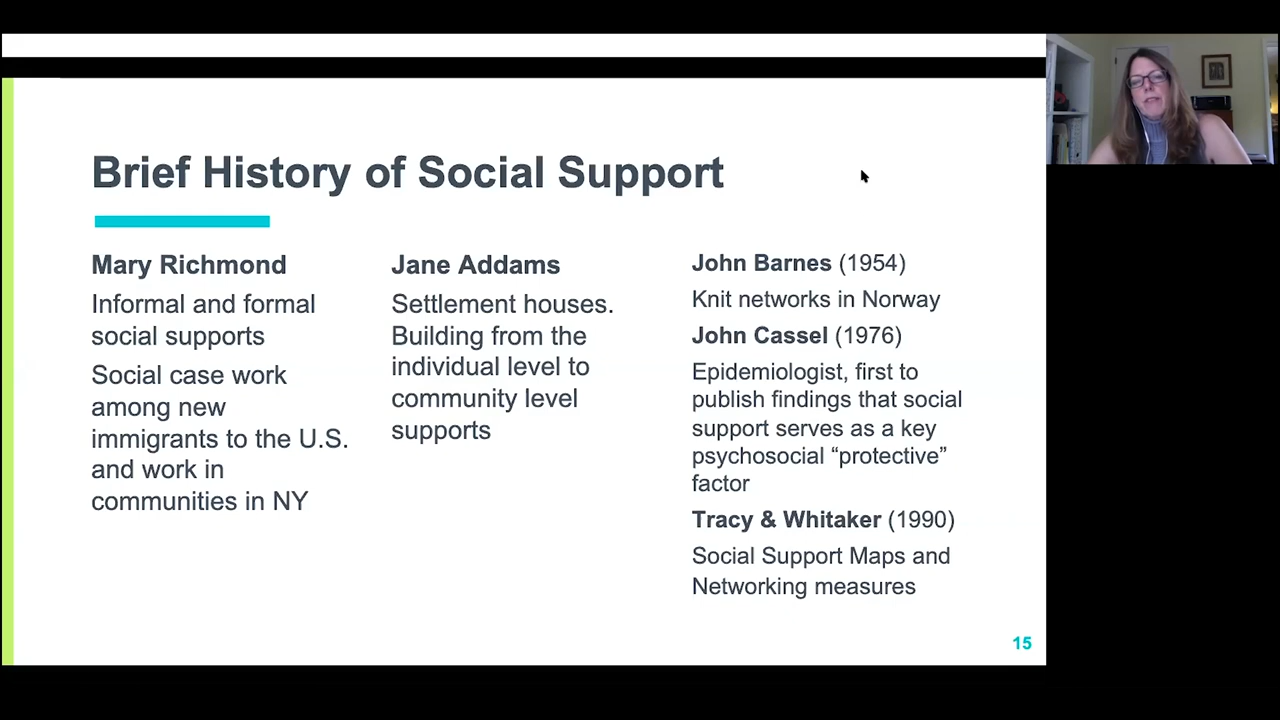 Brief History of Social Support
Mary Richmond
Informal and formal
social supports
Social case work
among new
immigrants to the U.S.
and work in
communities in NY
Jane Addams
Settlement houses.
Building from the
individual level to
community level
supports
John Barnes (1954)
Knit networks in Norway
John Cassel (1976)
Epidemiologist, first to
publish findings that social
support serves as a key
psychosocial “protective”
factor
Tracy & Whitaker (1990)
Social Support Maps and
Networking measures
15